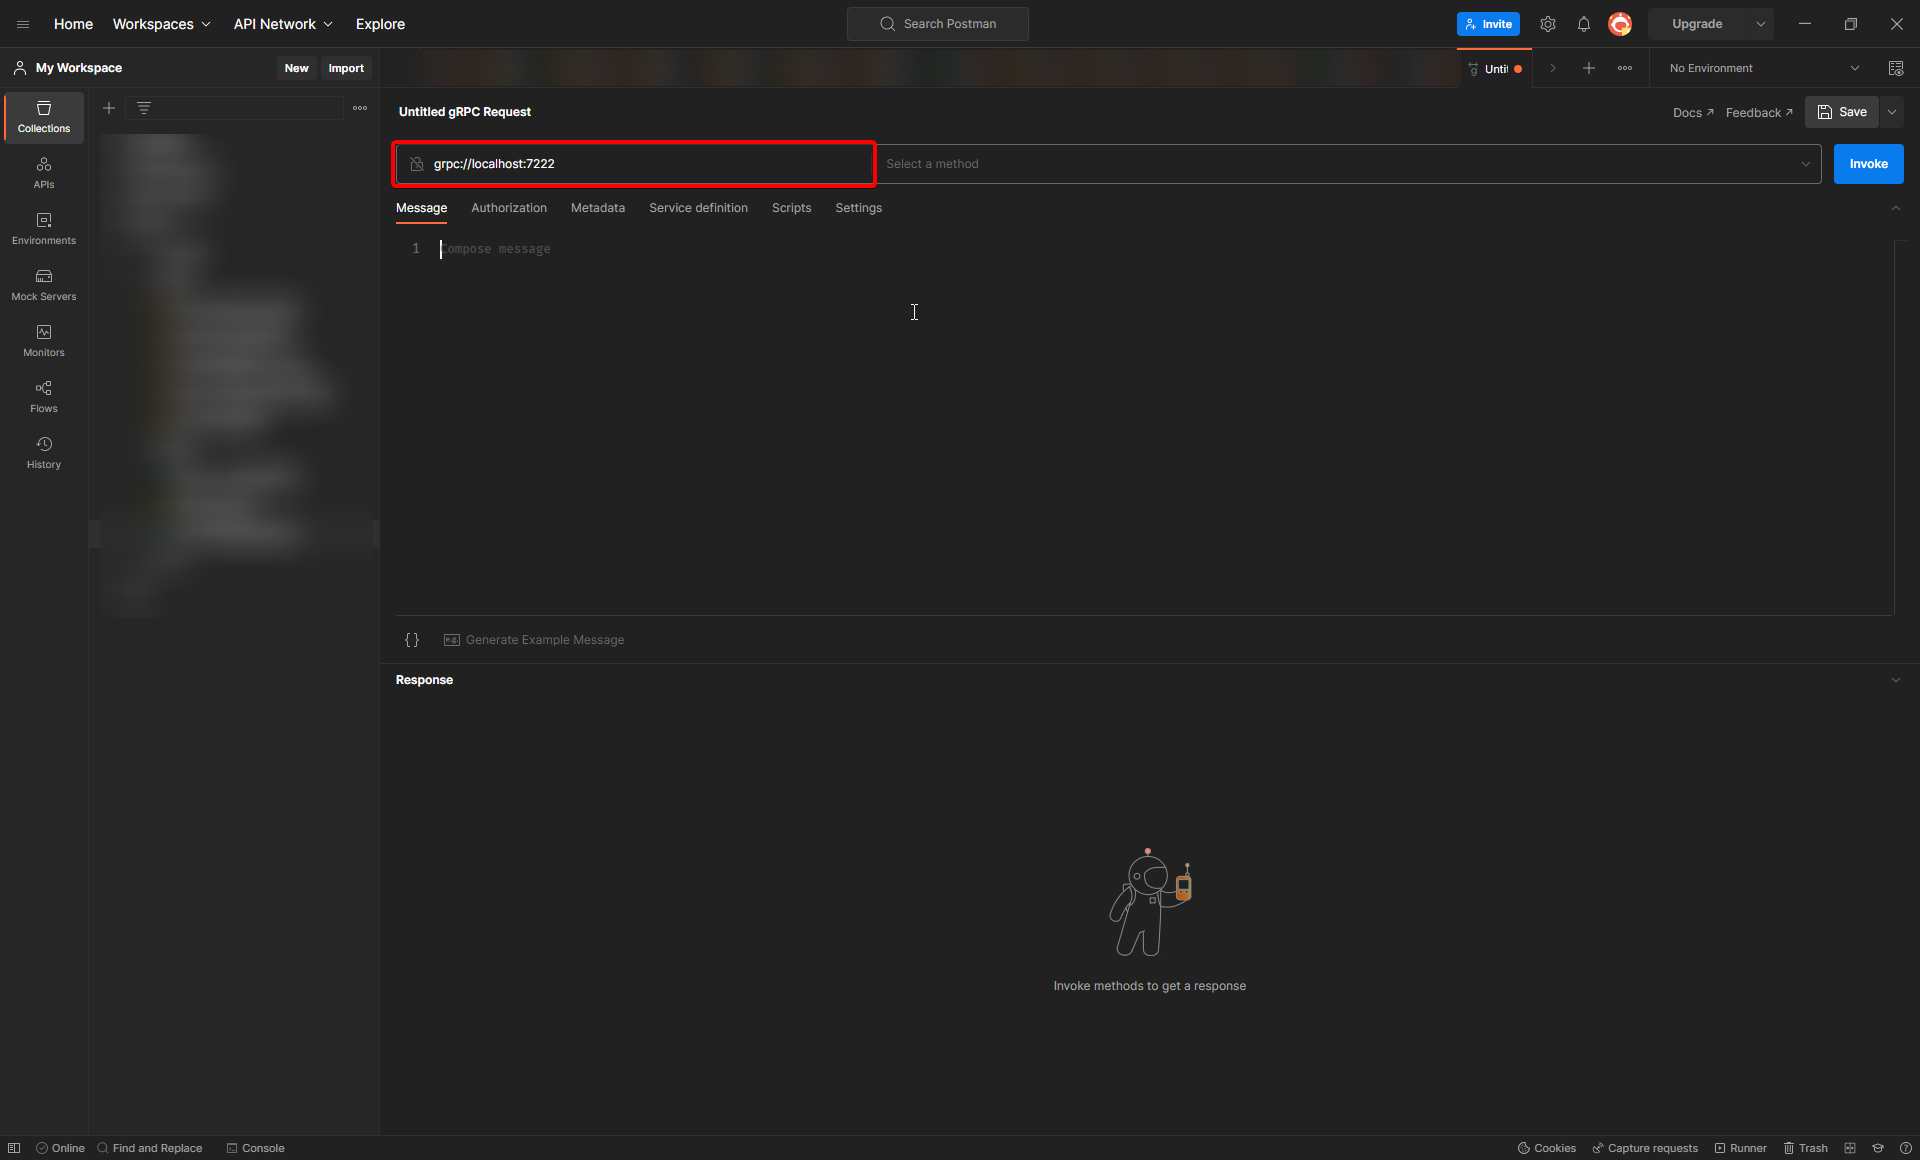 Home Workspaces API Network Explore Search Postman Invite Upgrade
My Workspace New Import Untit No Environment
Collections
APIs
Environments
Mock Servers
Monitors
Flows
History
Untitled gRPC Request Docs Feedback Save
grpc://localhost:7222 Select a method Invoke
Message Authorization Metadata Service definition Scripts Settings
1 Compose message
{} e.g. Generate Example Message
Response
Invoke methods to get a response
Online Find and Replace Console Cookies Capture requests Runner Trash